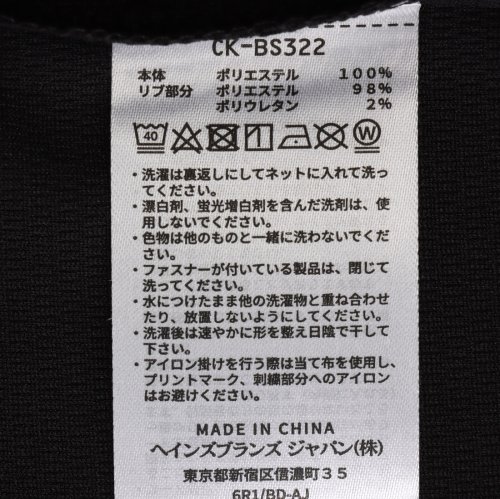 CK-BS322
本体 ポリエステル 100%
リブ部分 ポリエステル 98%
ポリウレタン 2%
40 W
・洗濯は裏返しにしてネットに入れて洗っ
てください。
・漂白剤、蛍光増白剤を含んだ洗剤は、使
用しないでください。
・色物は他のものと一緒に洗わないでくだ
さい。
・ファスナーが付いている製品は、閉じて
洗ってください。
・水につけたまま他の洗濯物と重ね合わせ
たり、放置しないようにしてください。
・洗濯後は速やかに形を整え日陰で干して
下さい。
・アイロン掛けを行う際は当て布を使用し、
プリントマーク、刺繍部分へのアイロン
はお避けください。
MADE IN CHINA
ヘインズブランズ ジャパン(株)
東京都新宿区信濃町35
6R1/BD-AJ